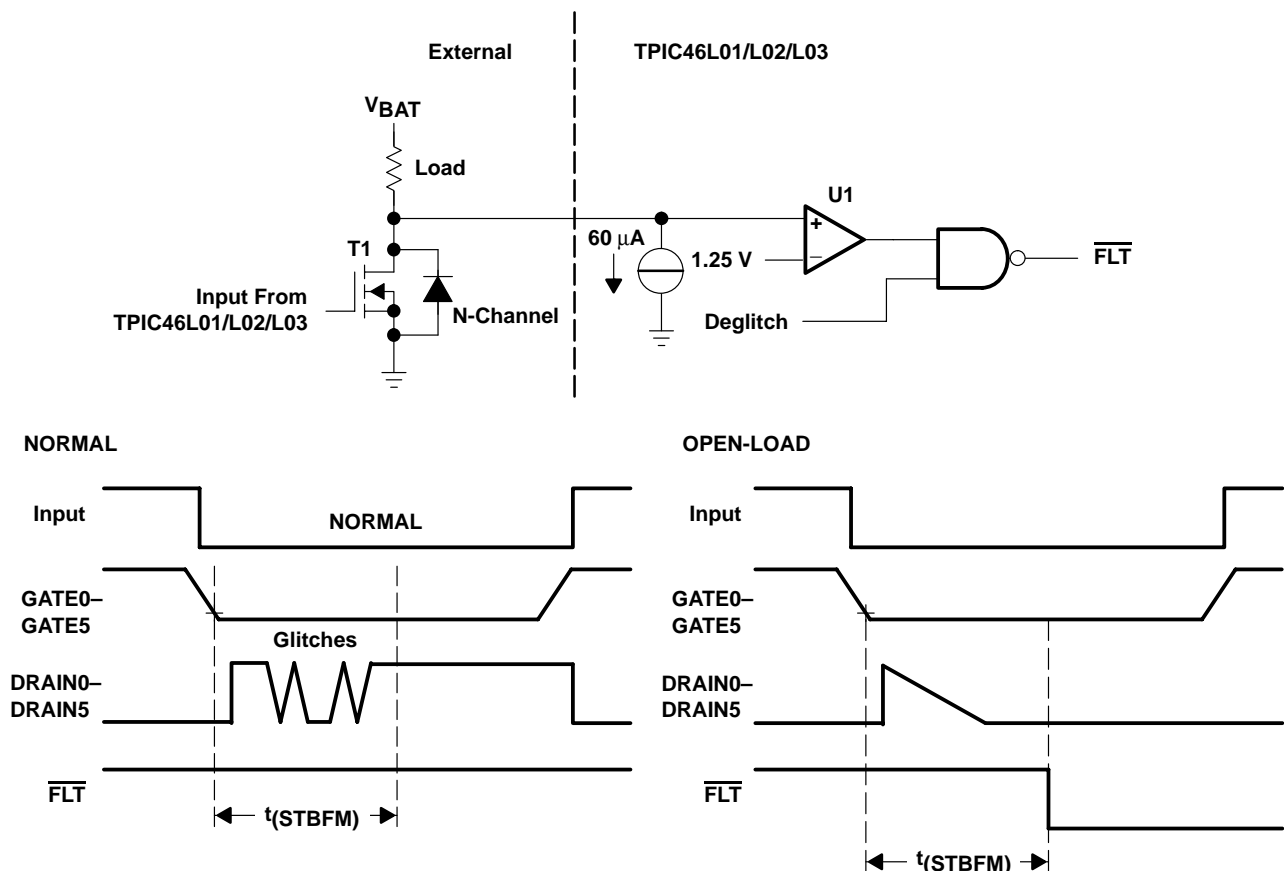 External
TPIC46L01/L02/L03
VBAT
Load
U1
+
–
T1
60 μA
1.25 V
FLT
Input From
TPIC46L01/L02/L03
N-Channel
Deglitch
NORMAL
Input
NORMAL
GATE0–
GATE5
Glitches
DRAIN0–
DRAIN5
FLT
t(STBFM)
OPEN-LOAD
Input
GATE0–
GATE5
DRAIN0–
DRAIN5
FLT
t(STBFM)